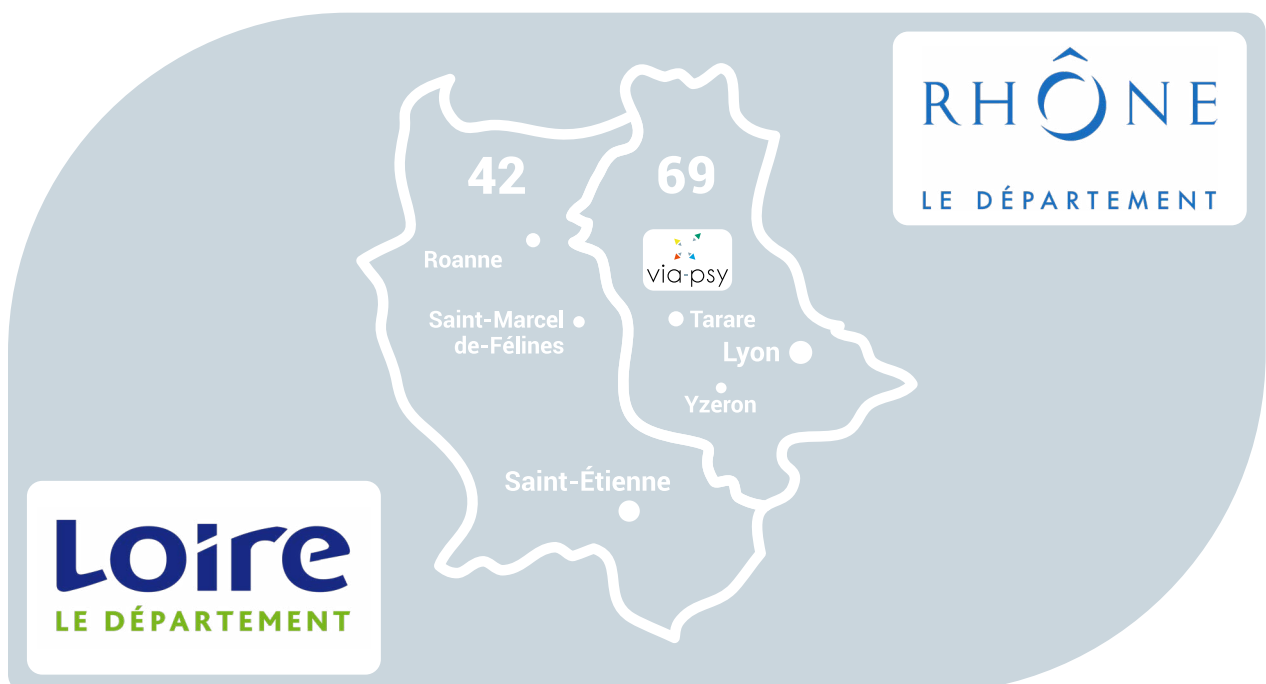 RHÔNE
LE DÉPARTEMENT
42
69
Roanne
via-psy
Saint-Marcel
de-Félines
Tarare
Lyon
Yzeron
Saint-Étienne
Loire
LE DÉPARTEMENT